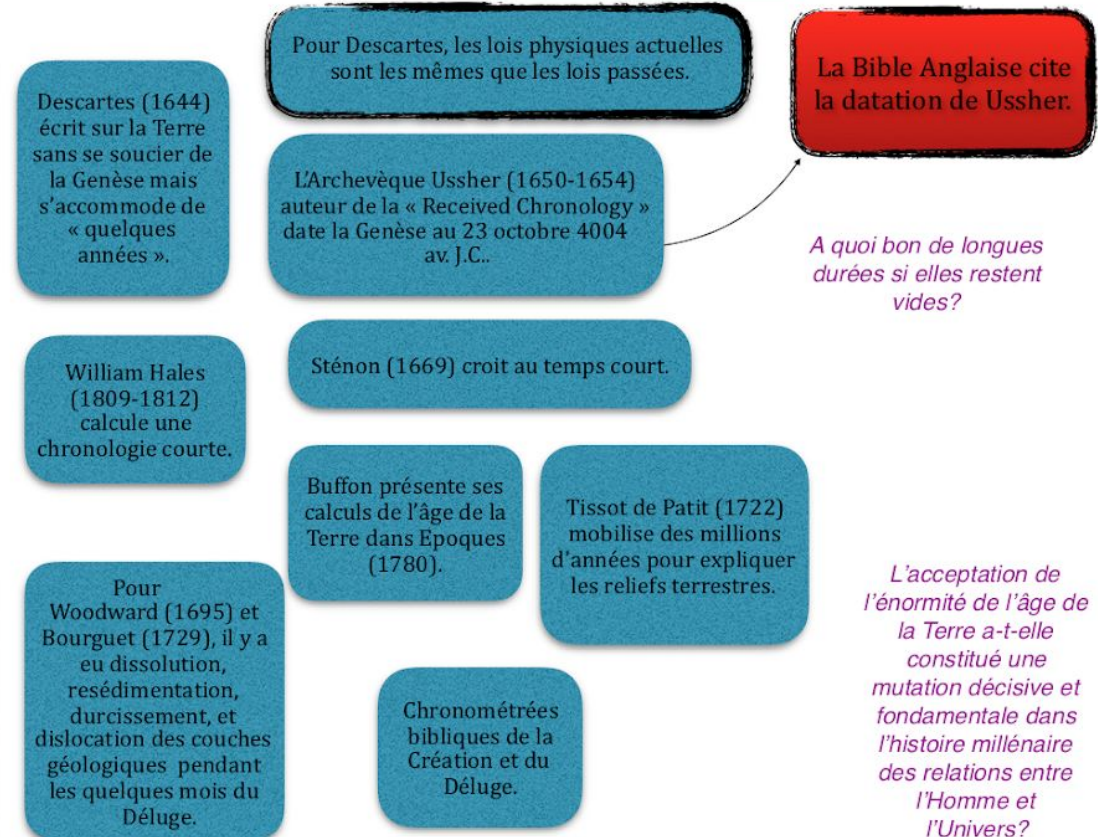 Pour Descartes, les lois physiques actuelles
sont les mêmes que les lois passées.
La Bible Anglaise cite
la datation de Ussher.
Descartes (1644)
écrit sur la Terre
sans se soucier de
la Genèse mais
s'accommode de
« quelques
années ».
L'Archevèque Ussher (1650-1654)
auteur de la « Received Chronology »
date la Genèse au 23 octobre 4004
av. J.C..
A quoi bon de longues
durées si elles restent
vides?
William Hales
(1809-1812)
calcule une
chronologie courte.
Sténon (1669) croit au temps court.
Buffon présente ses
calculs de l'âge de la
Terre dans Epoques
(1780).
Tissot de Patit (1722)
mobilise des millions
d'années pour expliquer
les reliefs terrestres.
Pour
Woodward (1695) et
Bourguet (1729), il y a
eu dissolution,
resédimentation,
durcissement, et
dislocation des couches
géologiques pendant
les quelques mois du
Déluge.
Chronométrées
bibliques de la
Création et du
Déluge.
L'acceptation de
l'énormité de l'âge de
la Terre a-t-elle
constitué une
mutation décisive et
fondamentale dans
l'histoire millénaire
des relations entre
l'Homme et
l'Univers?